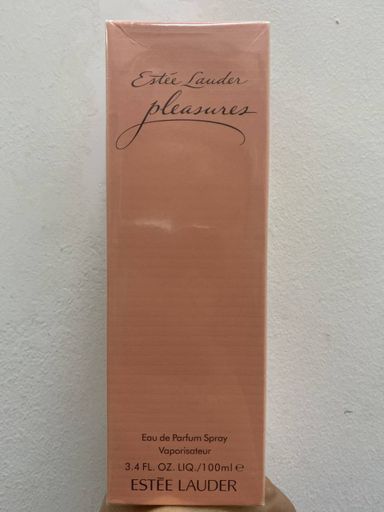 Estée Lauder
pleasures
Eau de Parfum Spray
Vaporisateur
3.4 FL. OZ. LIQ./100ml ℮
ESTĒE LAUDER